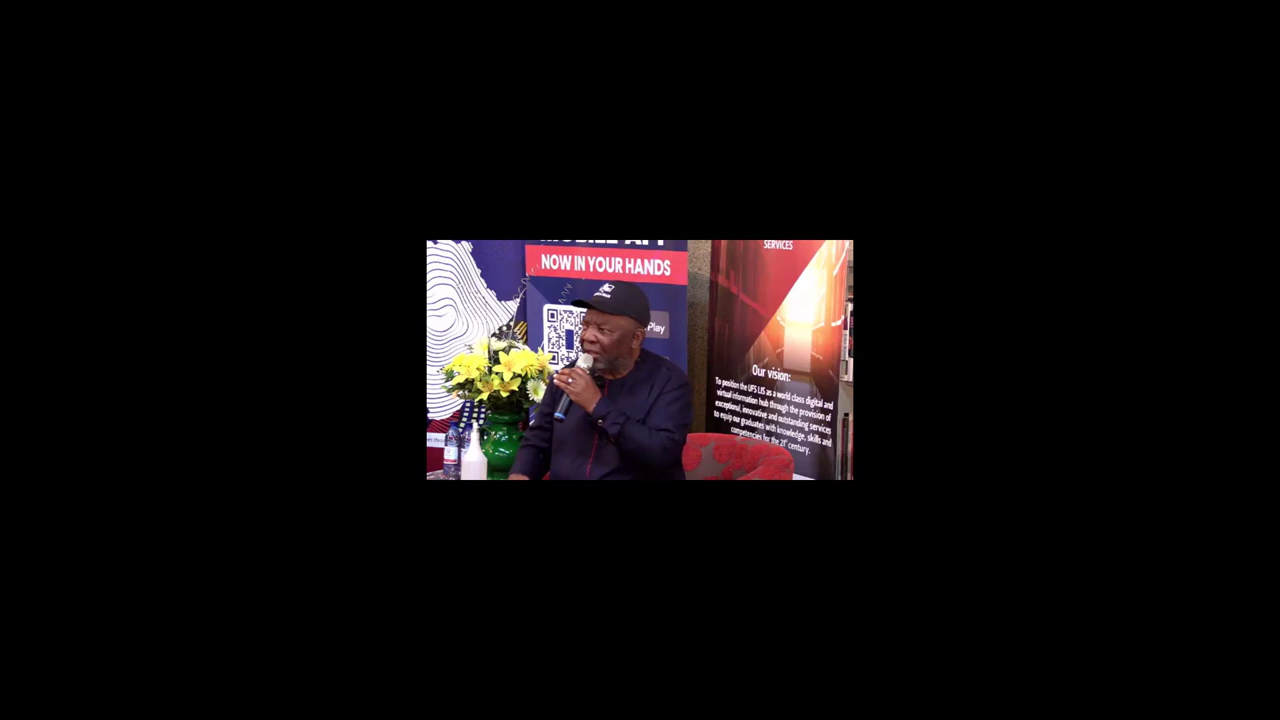 NOW IN YOUR HANDS
Play
SERVICES
Our vision:
To position the UFS LIS as a world class digital and
virtual information hub through the provision of
exceptional, innovative and outstanding services
to equip our graduates with knowledge, skills and
competencies for the 21st century.